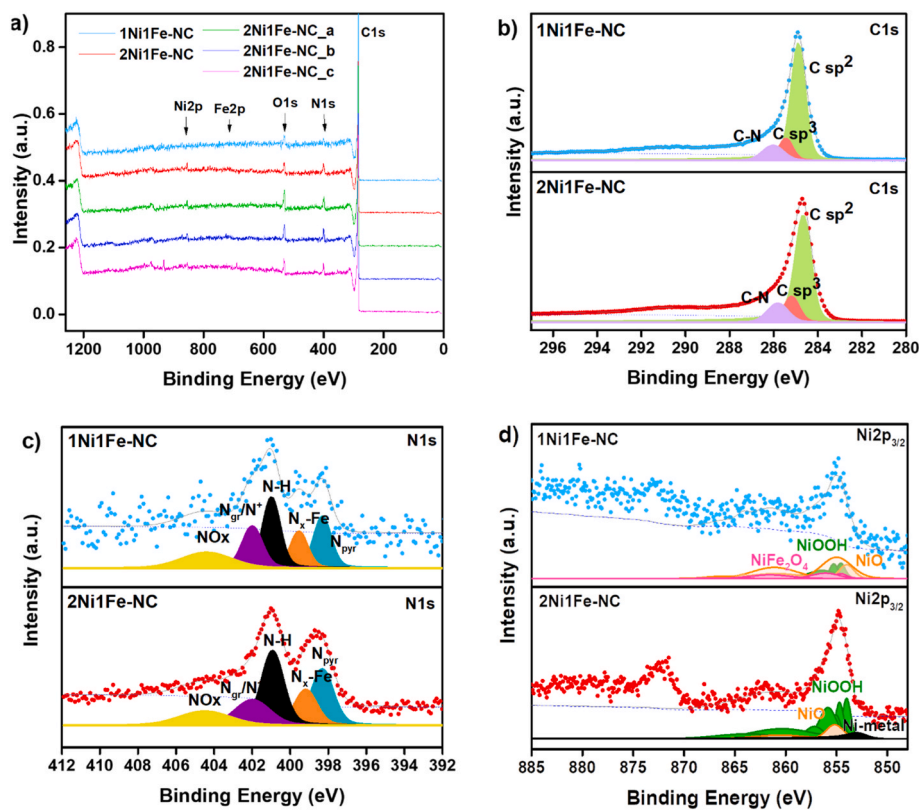 a)
C1s
1Ni1Fe-NC
2Ni1Fe-NC
2Ni1Fe-NC_a
2Ni1Fe-NC_b
2Ni1Fe-NC_c
Ni2p
Fe2p
O1s
N1s
Intensity (a.u.)
0.8
0.6
0.4
0.2
0.0
1200 1000 800 600 400 200 0
Binding Energy (eV)
b)
1Ni1Fe-NC
C1s
C sp2
C-N
C sp3
2Ni1Fe-NC
C1s
C sp2
C-N
C sp3
Intensity (a.u.)
296 294 292 290 288 286 284 282 280
Binding Energy (eV)
c)
1Ni1Fe-NC
N1s
N-H
Ngr/N+
Nx-Fe
NOx
Npyr
2Ni1Fe-NC
N1s
N-H
Npyr
Nx-Fe
Ngr/N+
NOx
Intensity (a.u.)
412 410 408 406 404 402 400 398 396 394 392
Binding Energy (eV)
d)
1Ni1Fe-NC
Ni2p3/2
NiOOH
NiFe2O4
NiO
2Ni1Fe-NC
Ni2p3/2
NiOOH
NiO
Ni-metal
Intensity (a.u.)
885 880 875 870 865 860 855 850
Binding Energy (eV)